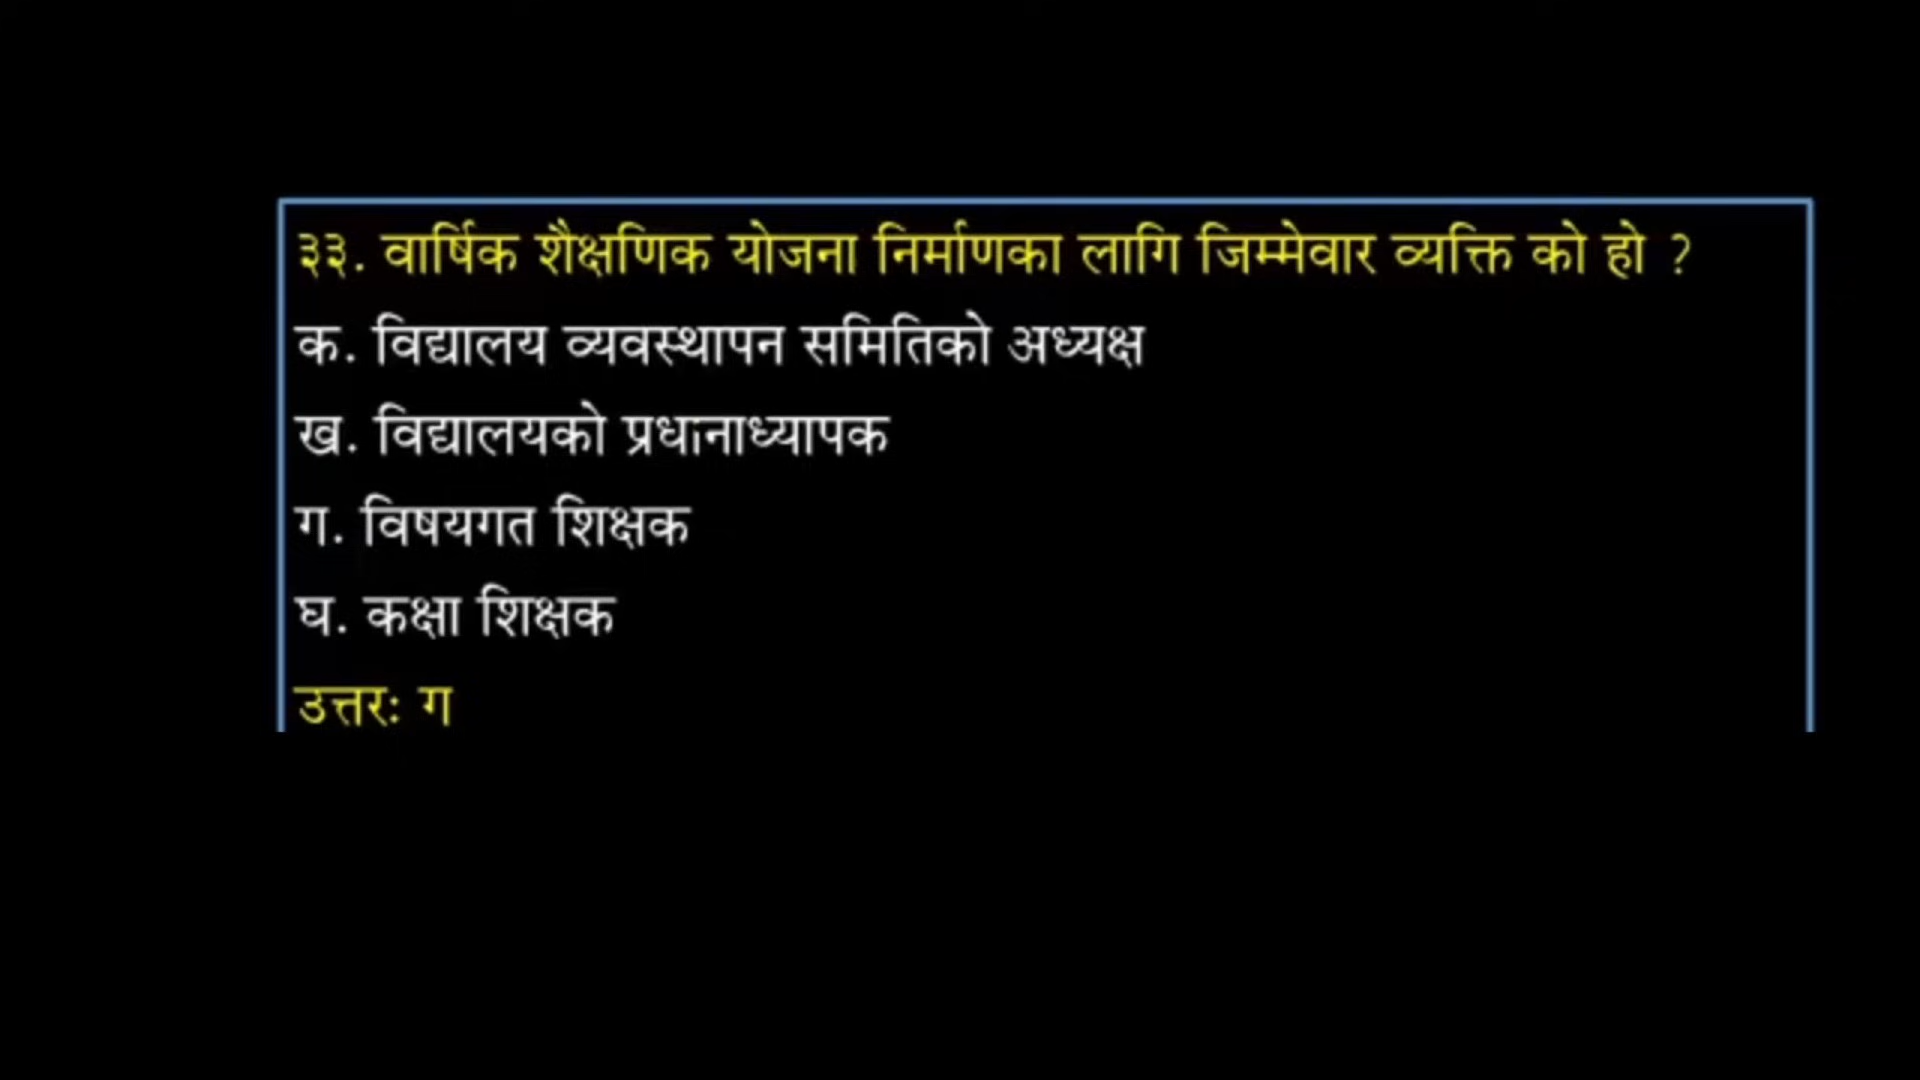 ३३. वार्षिक शैक्षणिक योजना निर्माणका लागि जिम्मेवार व्यक्ति को हो ?
क. विद्यालय व्यवस्थापन समितिको अध्यक्ष
ख. विद्यालयको प्रधानाध्यापक
ग. विषयगत शिक्षक
घ. कक्षा शिक्षक
उत्तरः ग